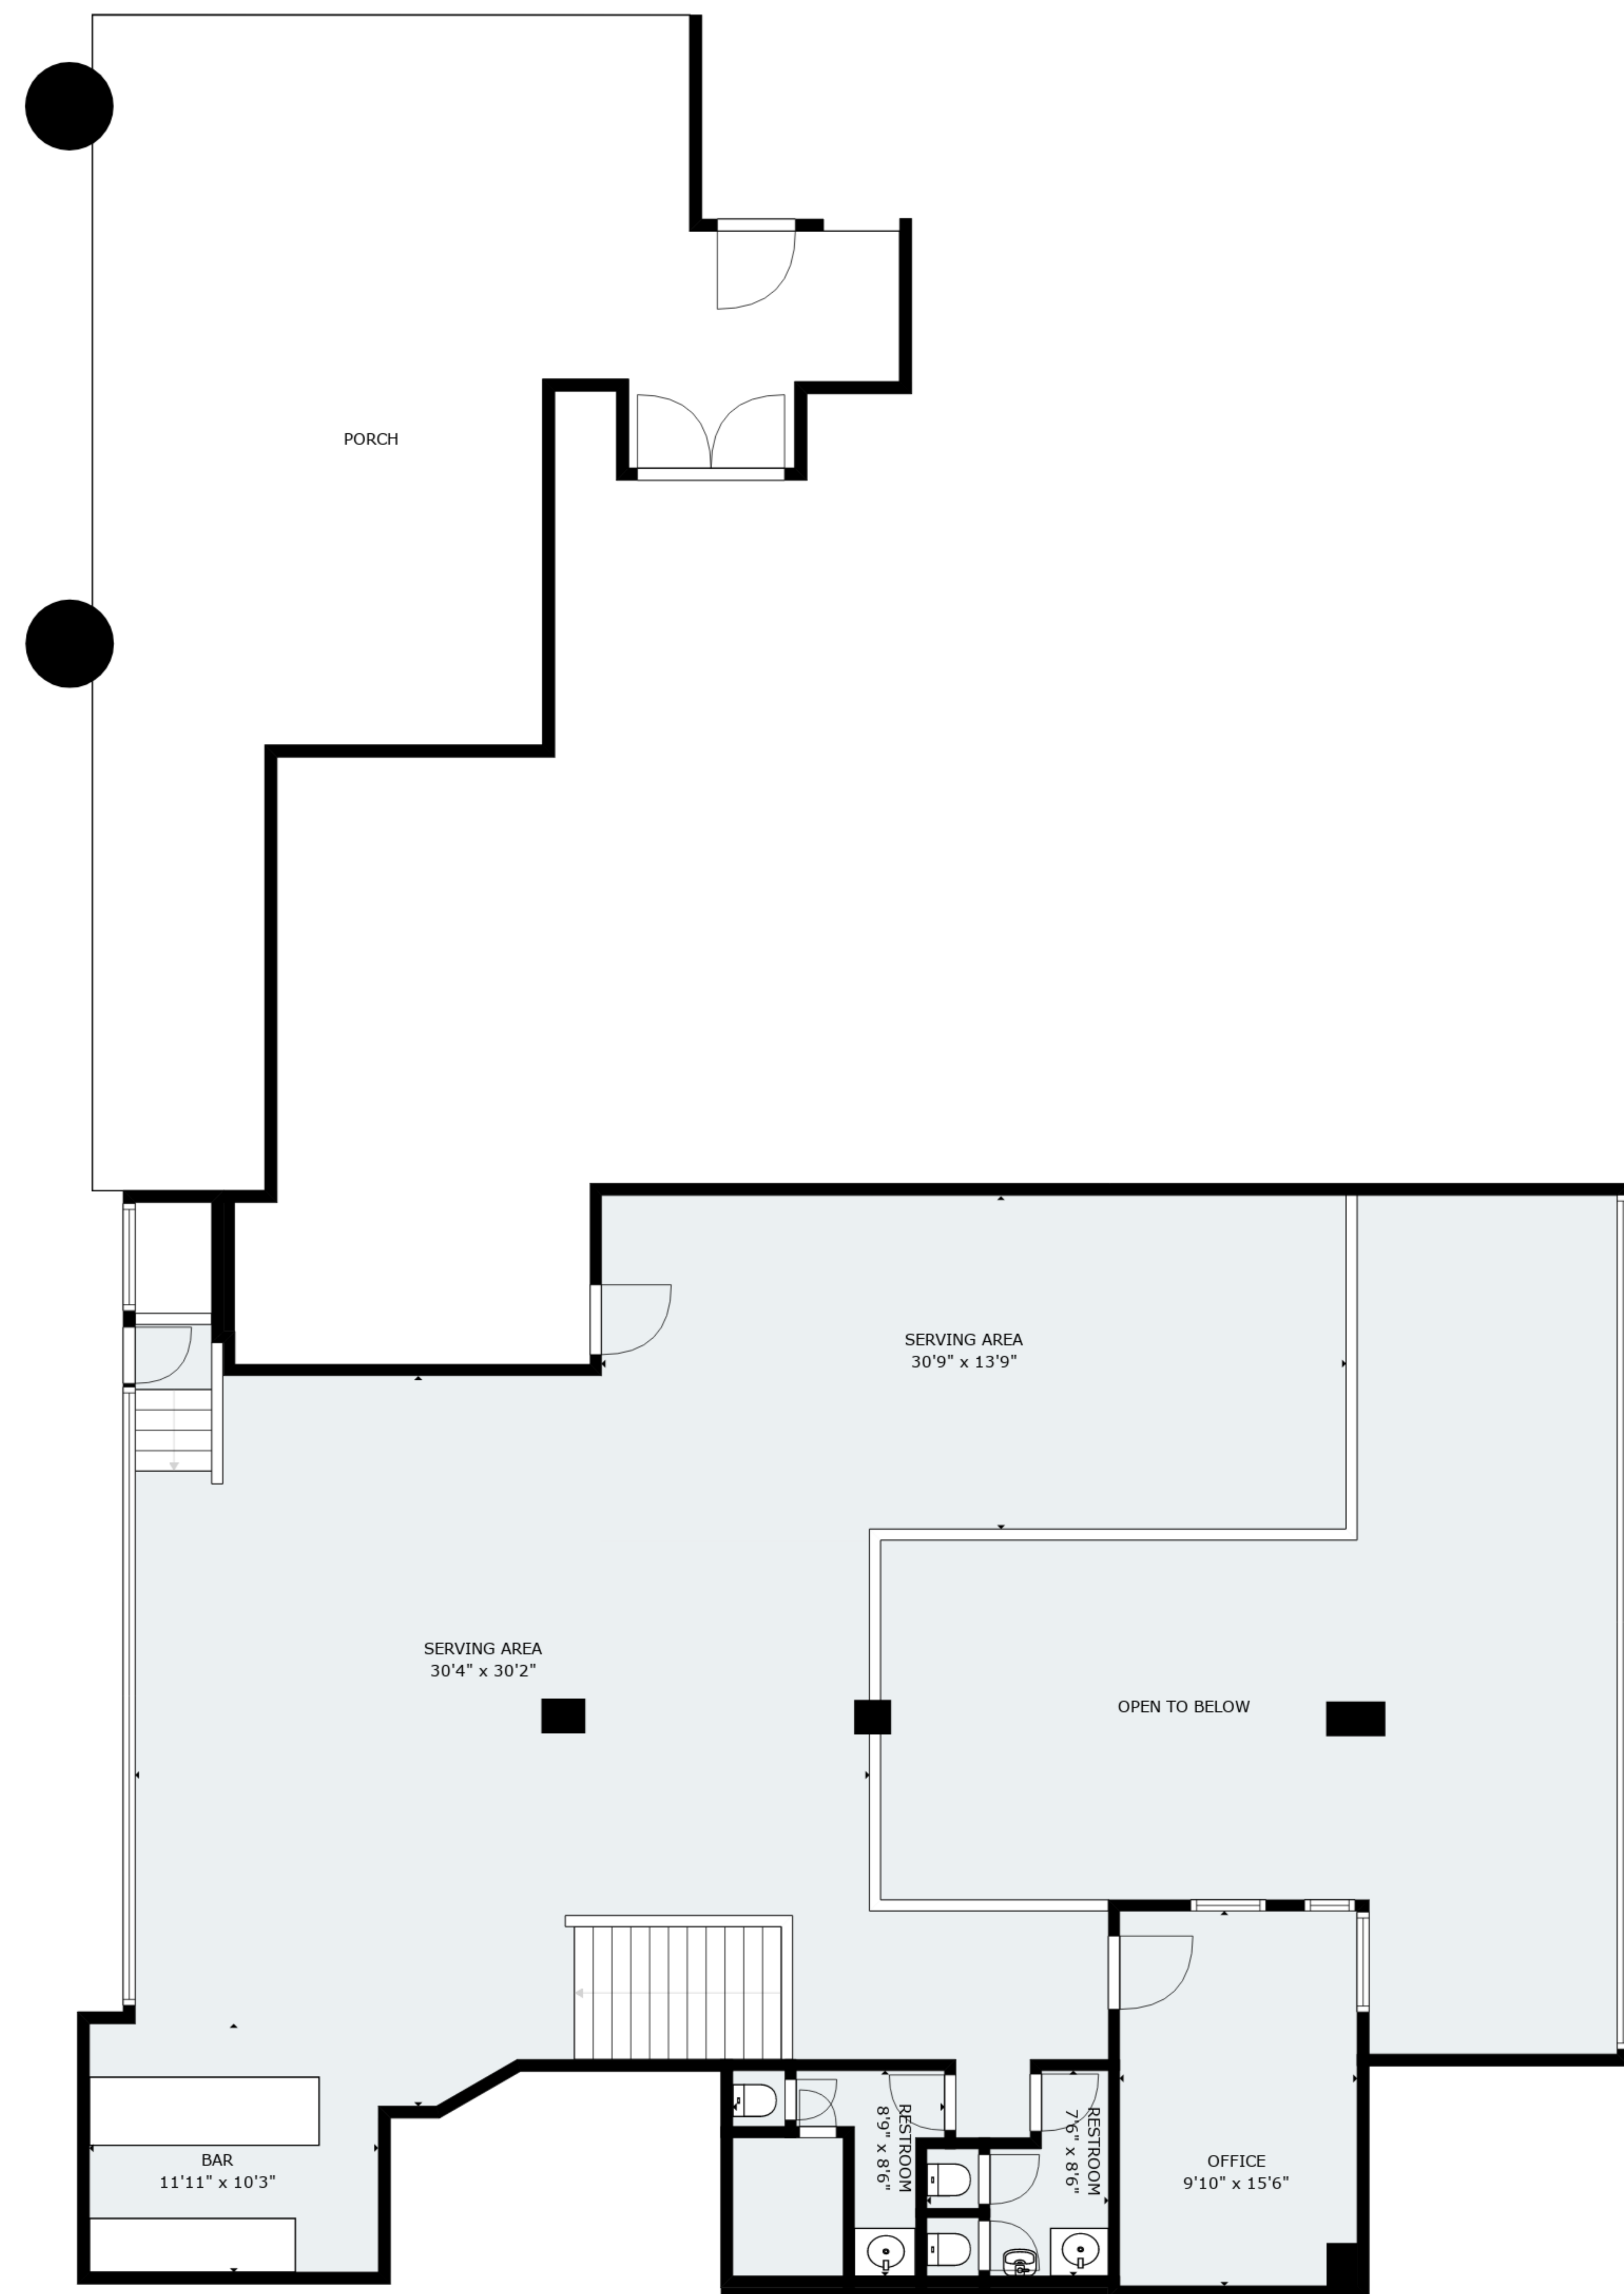 PORCH
SERVING AREA
30'9" x 13'9"
SERVING AREA
30'4" x 30'2"
OPEN TO BELOW
BAR
11'11" x 10'3"
RESTROOM
8'9" x 8'6"
RESTROOM
7'6" x 8'6"
OFFICE
9'10" x 15'6"